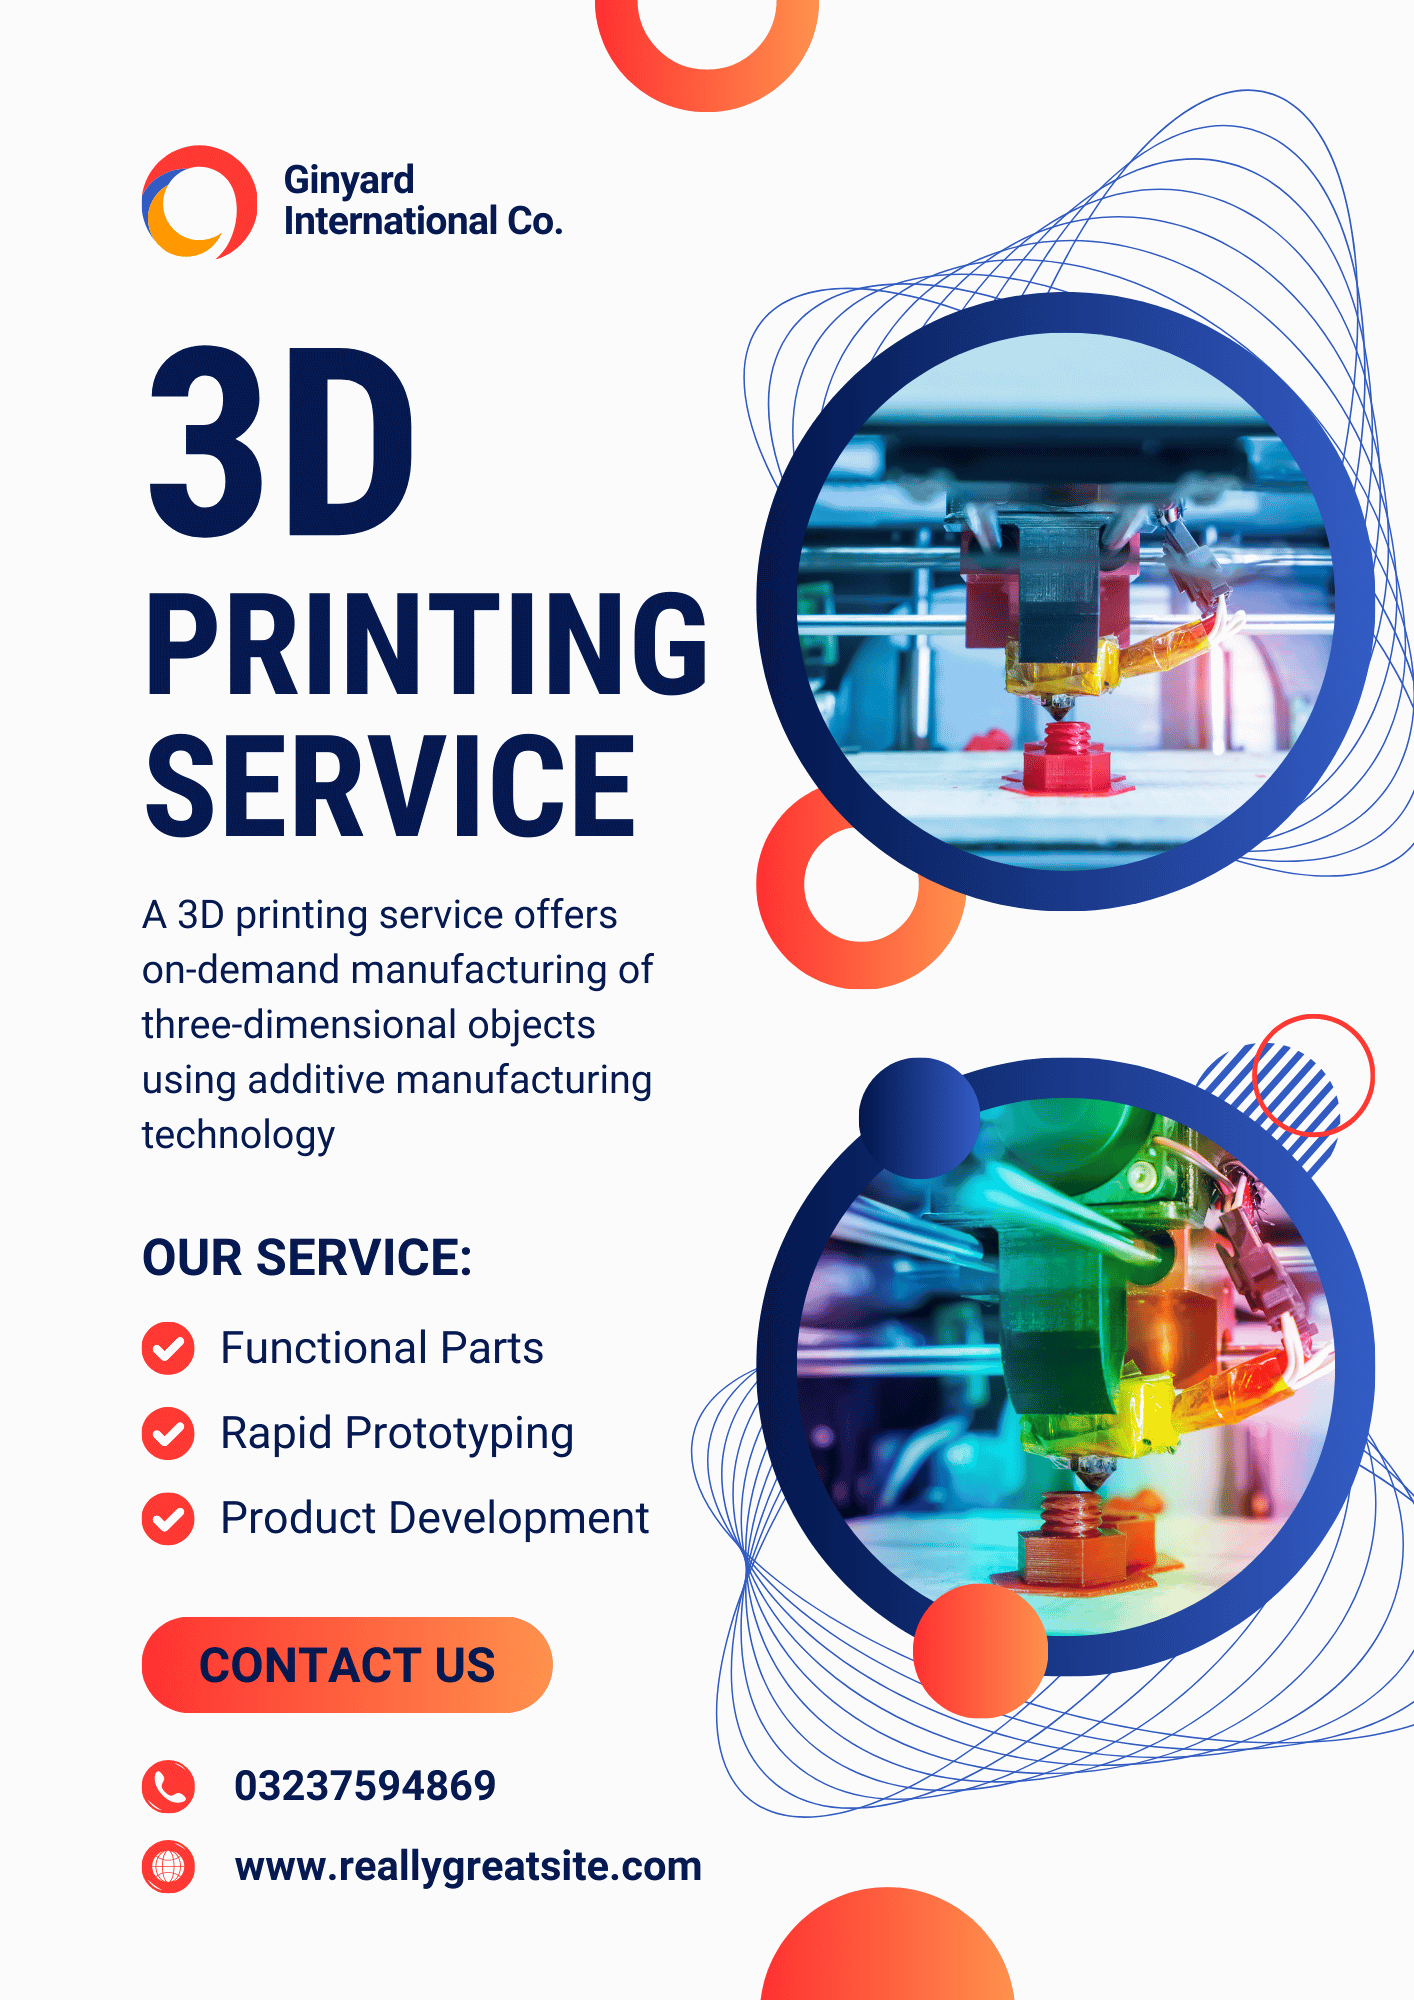 Ginyard
International Co.
3D
PRINTING
SERVICE
A 3D printing service offers
on-demand manufacturing of
three-dimensional objects
using additive manufacturing
technology
OUR SERVICE:
Functional Parts
Rapid Prototyping
Product Development
CONTACT US
03237594869
www.reallygreatsite.com